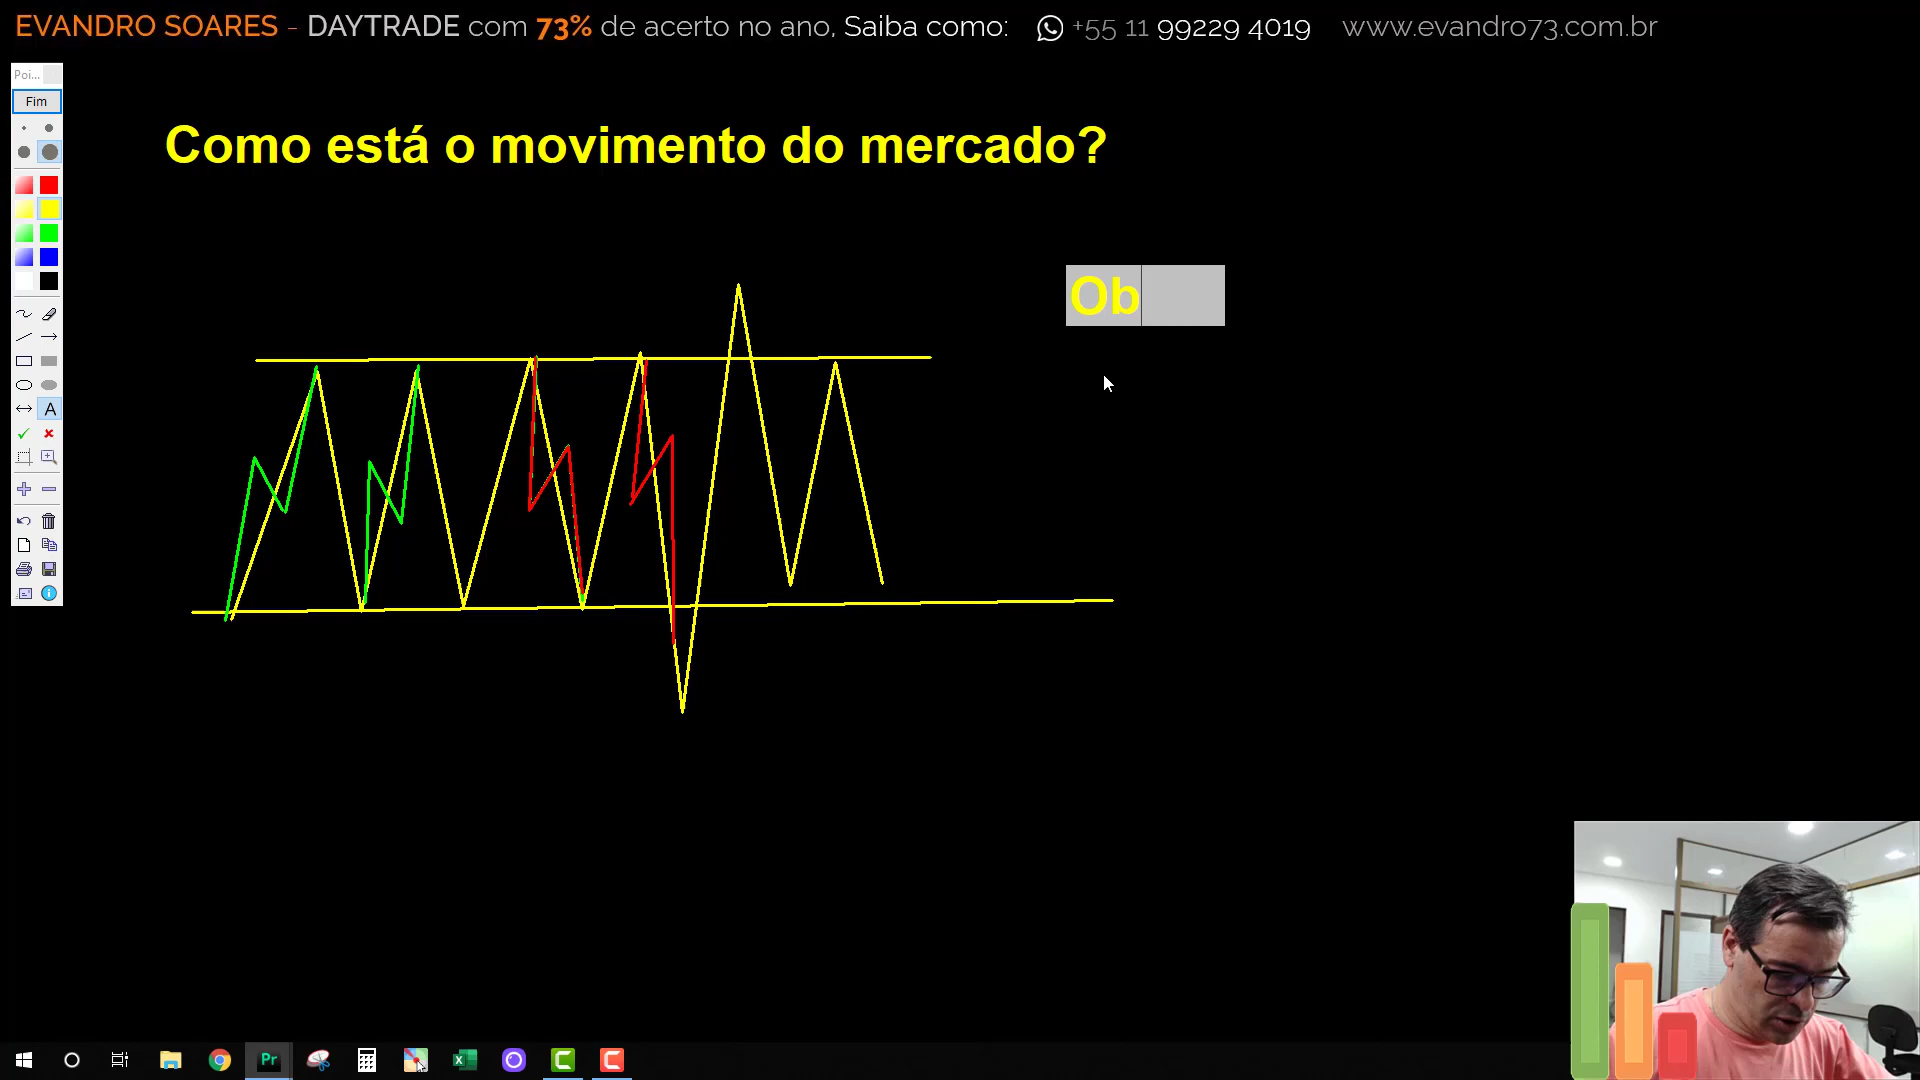 EVANDRO SOARES - DAYTRADE com 73% de acerto no ano, Saiba como: +55 11 99229 4019 www.evandro73.com.br
Poi...
Fim
Como está o movimento do mercado?
Ob
A
Pr